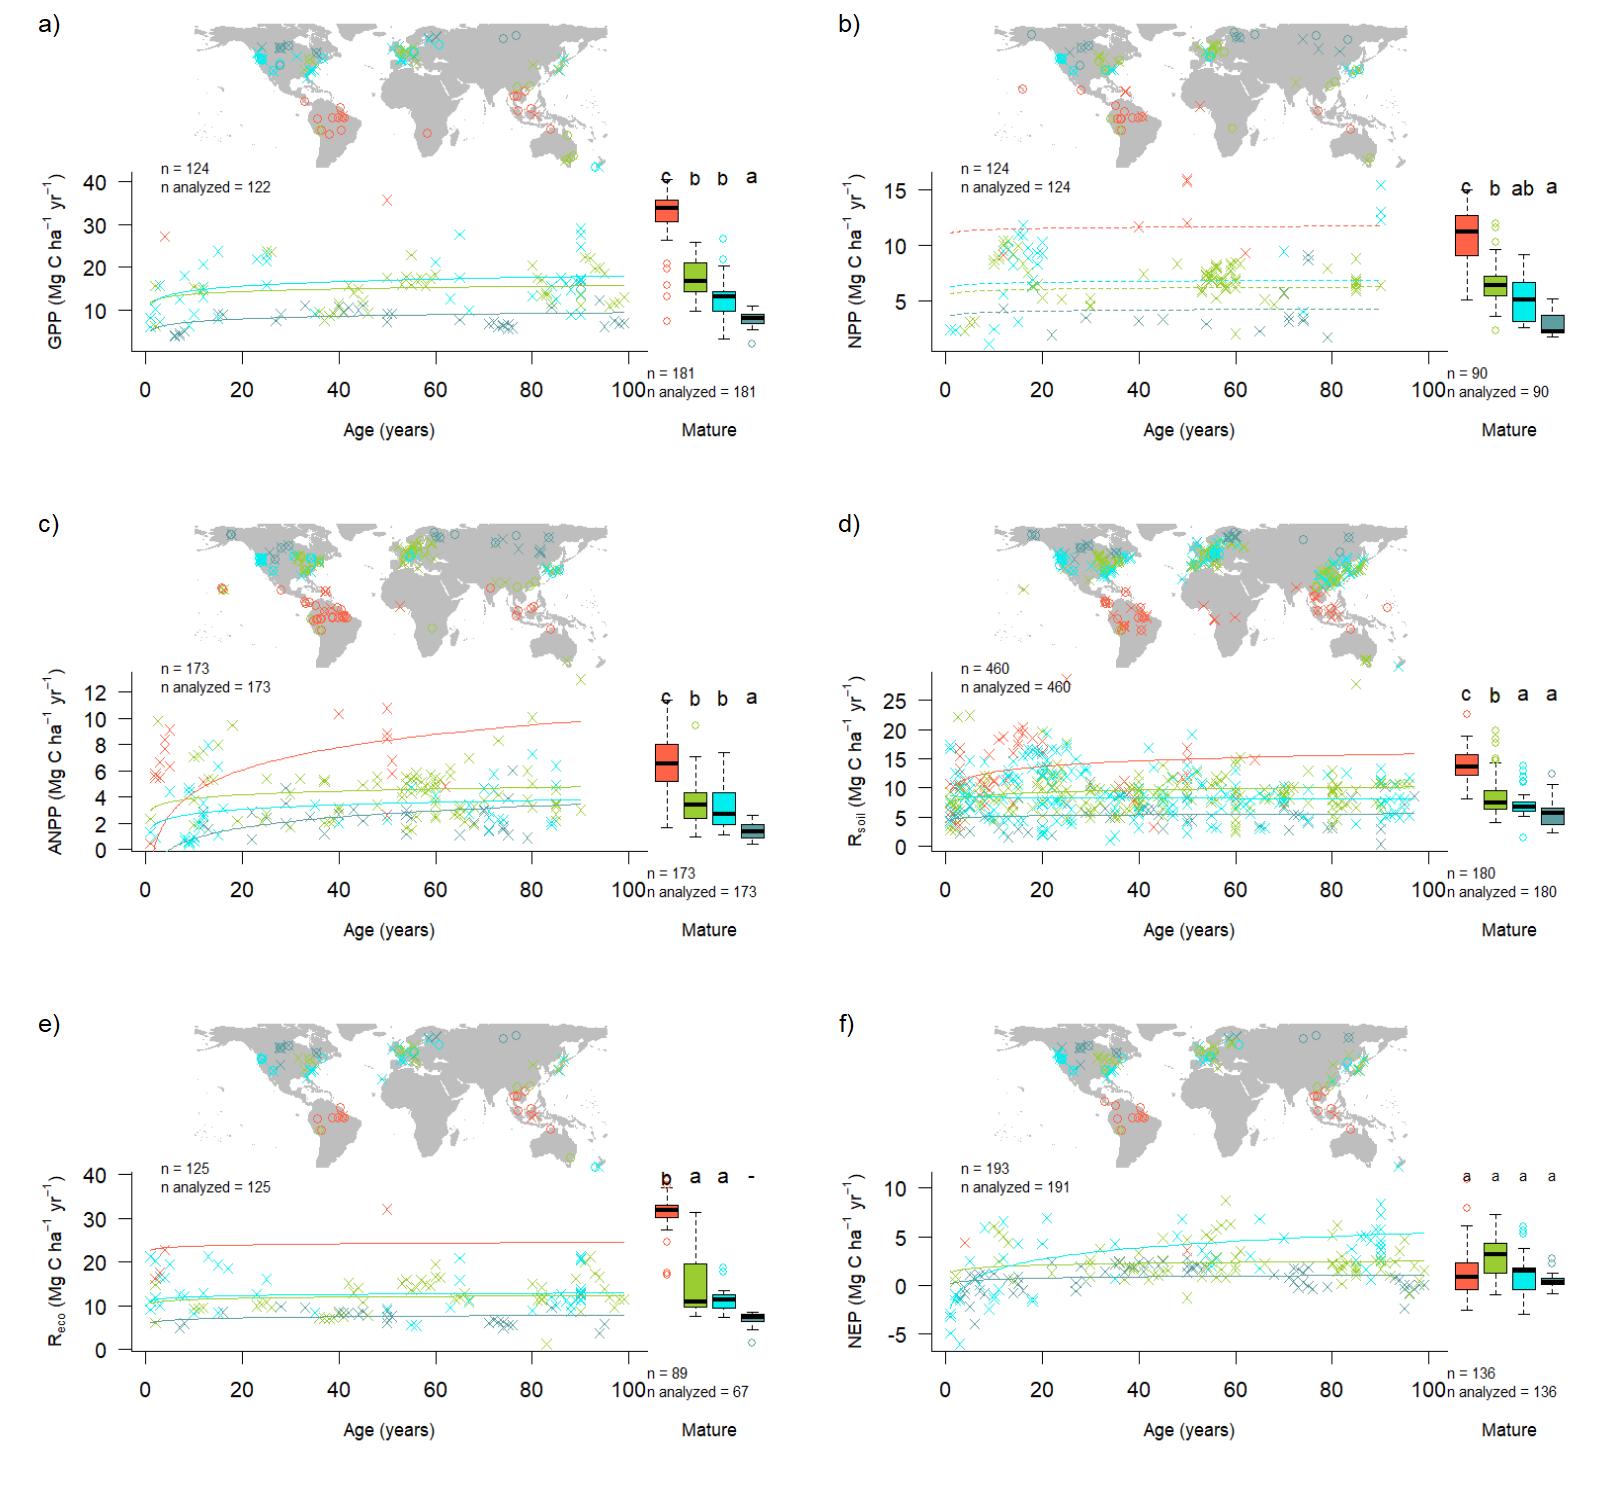 a)
n = 124
n analyzed = 122
GPP (Mg C ha⁻¹ yr⁻¹)
40
30
20
10
c b b a
0 20 40 60 80 100
n = 181
n analyzed = 181
Age (years)
Mature
b)
n = 124
n analyzed = 124
NPP (Mg C ha⁻¹ yr⁻¹)
15
10
5
c b ab a
0 20 40 60 80 100
n = 90
n analyzed = 90
Age (years)
Mature
c)
n = 173
n analyzed = 173
ANPP (Mg C ha⁻¹ yr⁻¹)
12
10
8
6
4
2
0
c b b a
0 20 40 60 80 100
n = 173
n analyzed = 173
Age (years)
Mature
d)
n = 460
n analyzed = 460
Rsoil (Mg C ha⁻¹ yr⁻¹)
25
20
15
10
5
0
c b a a
0 20 40 60 80 100
n = 180
n analyzed = 180
Age (years)
Mature
e)
n = 125
n analyzed = 125
Reco (Mg C ha⁻¹ yr⁻¹)
40
30
20
10
0
b a a -
0 20 40 60 80 100
n = 89
n analyzed = 67
Age (years)
Mature
f)
n = 193
n analyzed = 191
NEP (Mg C ha⁻¹ yr⁻¹)
10
5
0
-5
a a a a
0 20 40 60 80 100
n = 136
n analyzed = 136
Age (years)
Mature